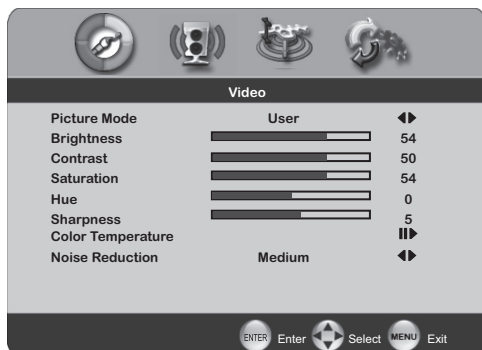 Video
Picture Mode User
Brightness 54
Contrast 50
Saturation 54
Hue 0
Sharpness 5
Color Temperature
Noise Reduction Medium
ENTER Enter Select MENU Exit